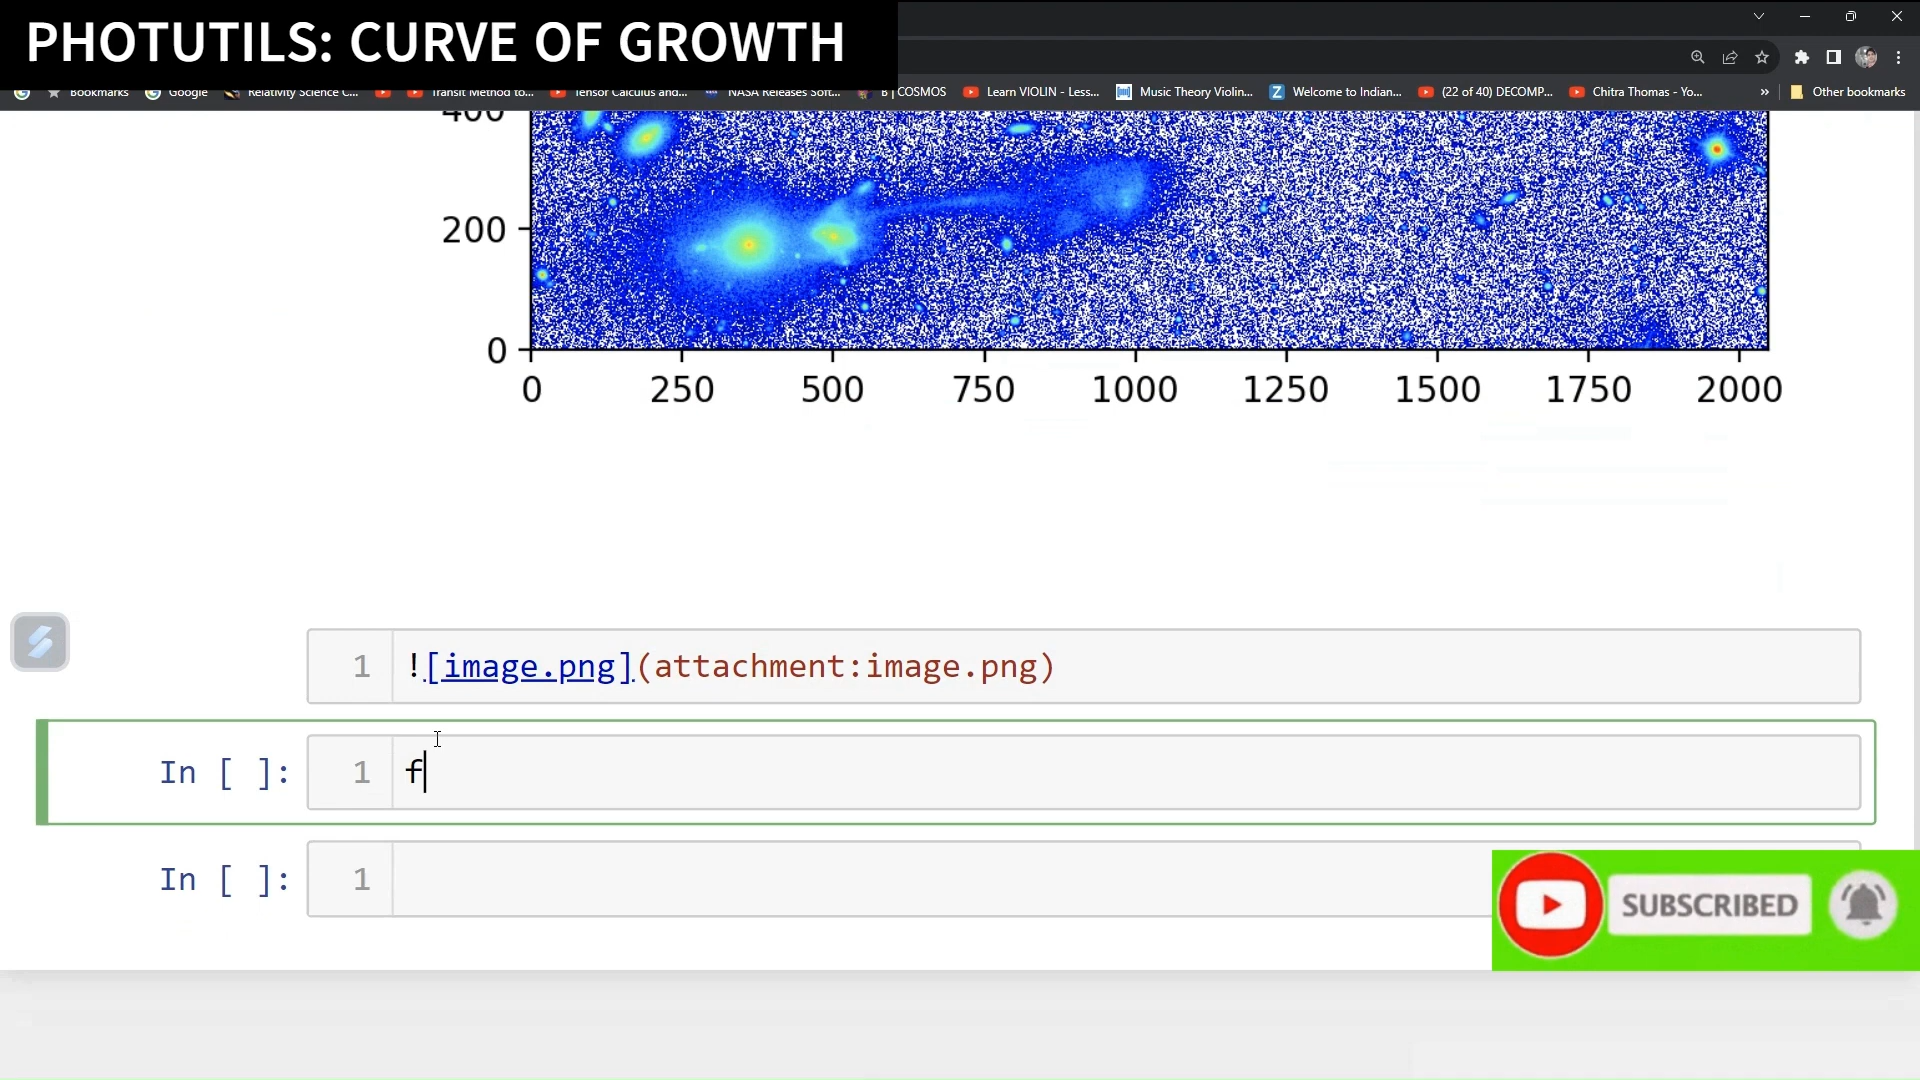 PHOTUTILS: CURVE OF GROWTH
Bookmarks Google Relativity Science C... Transit Method to... Tensor Calculus and... NASA Releases Soft... B | COSMOS Learn VIOLIN - Less... Music Theory Violin... Welcome to Indian... (22 of 40) DECOMP... Chitra Thomas - Yo... » Other bookmarks
400
200
0
0 250 500 750 1000 1250 1500 1750 2000
1 ![image.png](attachment:image.png)
In [ ]: 1 f
In [ ]: 1
SUBSCRIBED